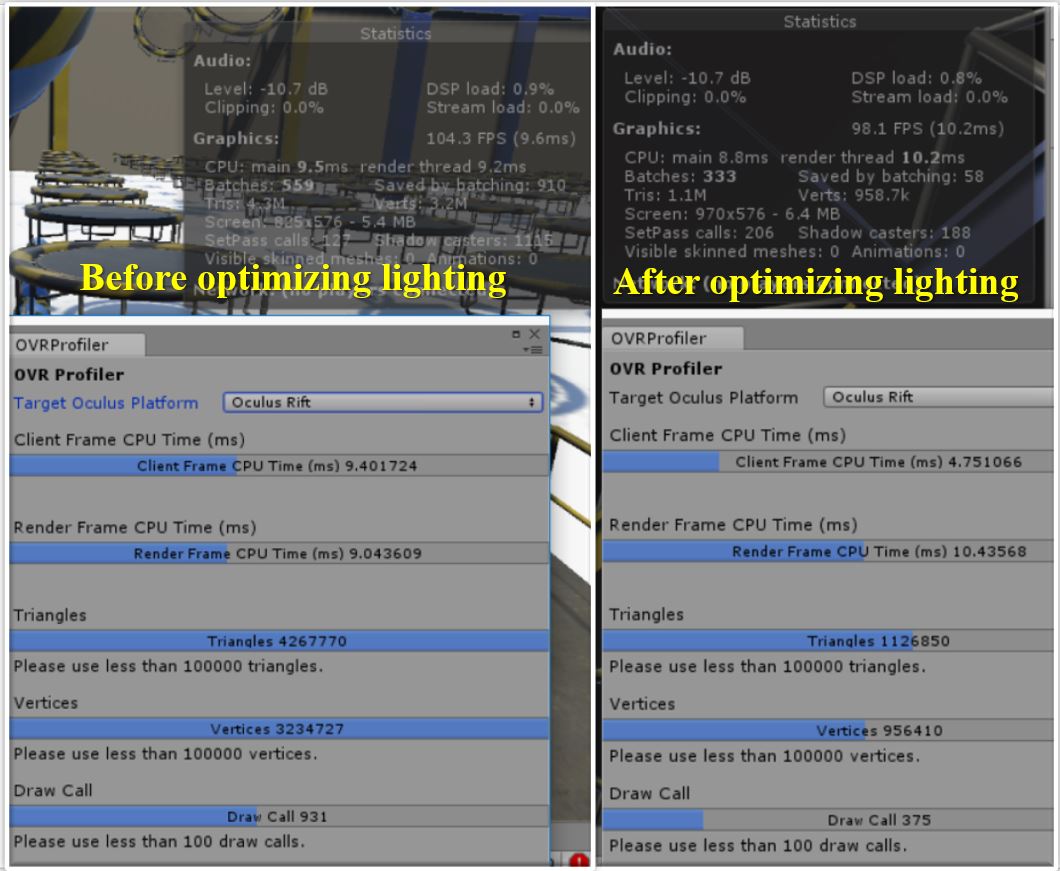 Statistics
Audio:
Level: -10.7 dB DSP load: 0.9%
Clipping: 0.0% Stream load: 0.0%
Graphics: 104.3 FPS (9.6ms)
CPU: main 9.5ms render thread 9.2ms
Batches: 559 Saved by batching: 910
Tris: 4.3M Verts: 3.2M
Screen: 825x576 - 5.4 MB
SetPass calls: 127 Shadow casters: 1115
Visible skinned meshes: 0 Animations: 0
Before optimizing lighting
OVRProfiler
OVR Profiler
Target Oculus Platform Oculus Rift
Client Frame CPU Time (ms)
Client Frame CPU Time (ms) 9.401724
Render Frame CPU Time (ms)
Render Frame CPU Time (ms) 9.043609
Triangles
Triangles 4267770
Please use less than 100000 triangles.
Vertices
Vertices 3234727
Please use less than 100000 vertices.
Draw Call
Draw Call 931
Please use less than 100 draw calls.
Statistics
Audio:
Level: -10.7 dB DSP load: 0.8%
Clipping: 0.0% Stream load: 0.0%
Graphics: 98.1 FPS (10.2ms)
CPU: main 8.8ms render thread 10.2ms
Batches: 333 Saved by batching: 58
Tris: 1.1M Verts: 958.7k
Screen: 970x576 - 6.4 MB
SetPass calls: 206 Shadow casters: 188
Visible skinned meshes: 0 Animations: 0
After optimizing lighting
OVRProfiler
OVR Profiler
Target Oculus Platform Oculus Rift
Client Frame CPU Time (ms)
Client Frame CPU Time (ms) 4.751066
Render Frame CPU Time (ms)
Render Frame CPU Time (ms) 10.43568
Triangles
Triangles 1126850
Please use less than 100000 triangles.
Vertices
Vertices 956410
Please use less than 100000 vertices.
Draw Call
Draw Call 375
Please use less than 100 draw calls.